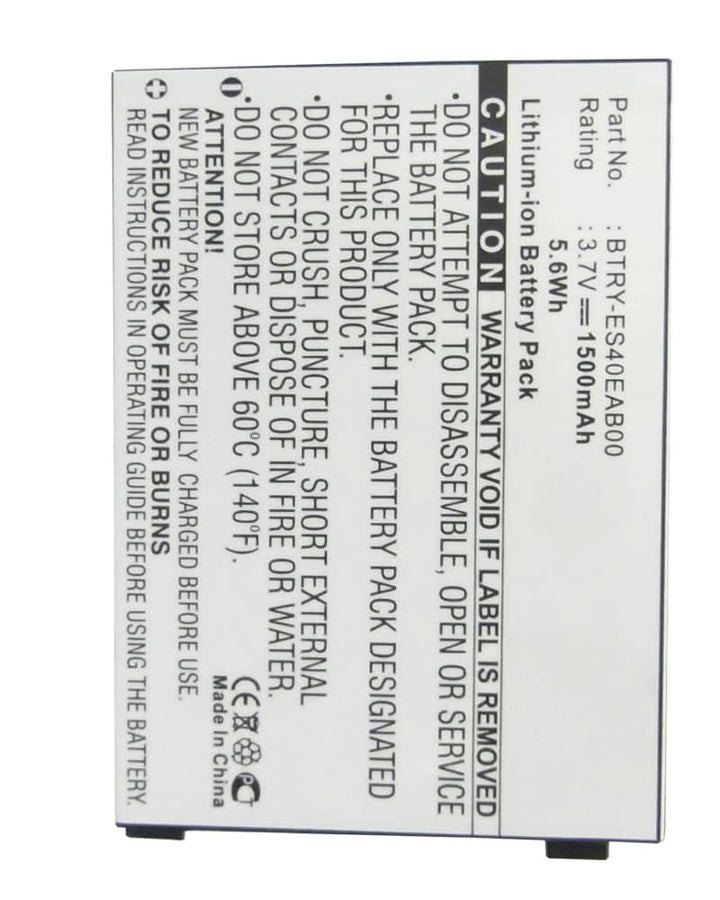 Part No. : BTRY-ES40EAB00
Rating : 3.7V 1500mAh
5.6Wh
Lithium-ion Battery Pack
CAUTION WARRANTY VOID IF LABEL IS REMOVED
•DO NOT ATTEMPT TO DISASSEMBLE, OPEN OR SERVICE
THE BATTERY PACK.
•REPLACE ONLY WITH THE BATTERY PACK DESIGNATED
FOR THIS PRODUCT.
•DO NOT CRUSH, PUNCTURE, SHORT EXTERNAL
CONTACTS OR DISPOSE OF IN FIRE OR WATER.
•DO NOT STORE ABOVE 60°C (140°F).
CE PCT
Made In China
ATTENTION!
NEW BATTERY PACK MUST BE FULLY CHARGED BEFORE USE.
TO REDUCE RISK OF FIRE OR BURNS
READ INSTRUCTIONS IN OPERATING GUIDE BEFORE USING THE BATTERY.